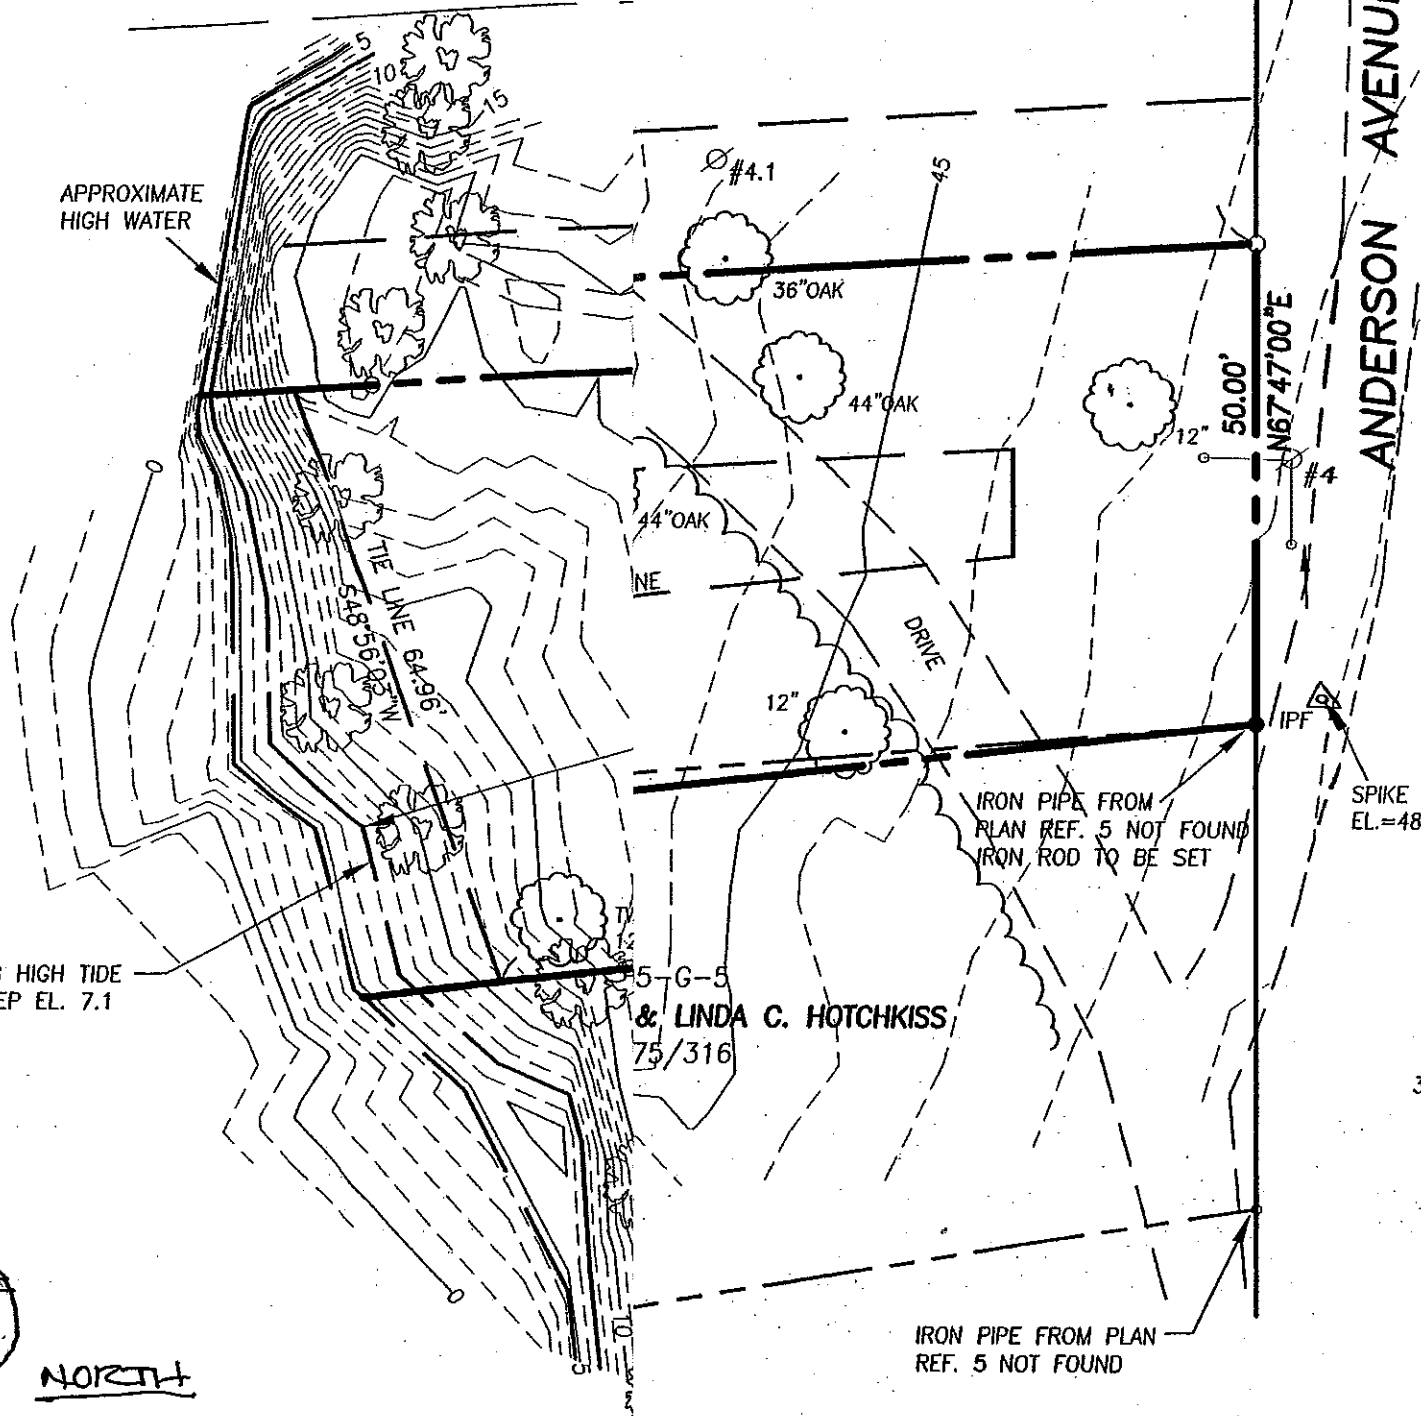 5
10
15
APPROXIMATE
HIGH WATER
#4.1
45
36"OAK
44"OAK
12"
50.00'
N67°47'00"E
#4
ANDERSON AVENU
44"OAK
NE
TIE LINE 64.96'
S48°56'03"W
DRIVE
12"
IPF
IRON PIPE FROM
PLAN REF. 5 NOT FOUND
IRON ROD TO BE SET
SPIKE
EL.=48
HIGH TIDE
EP EL. 7.1
5-G-5
& LINDA C. HOTCHKISS
75/316
3
10
5
IRON PIPE FROM PLAN
REF. 5 NOT FOUND
NORTH